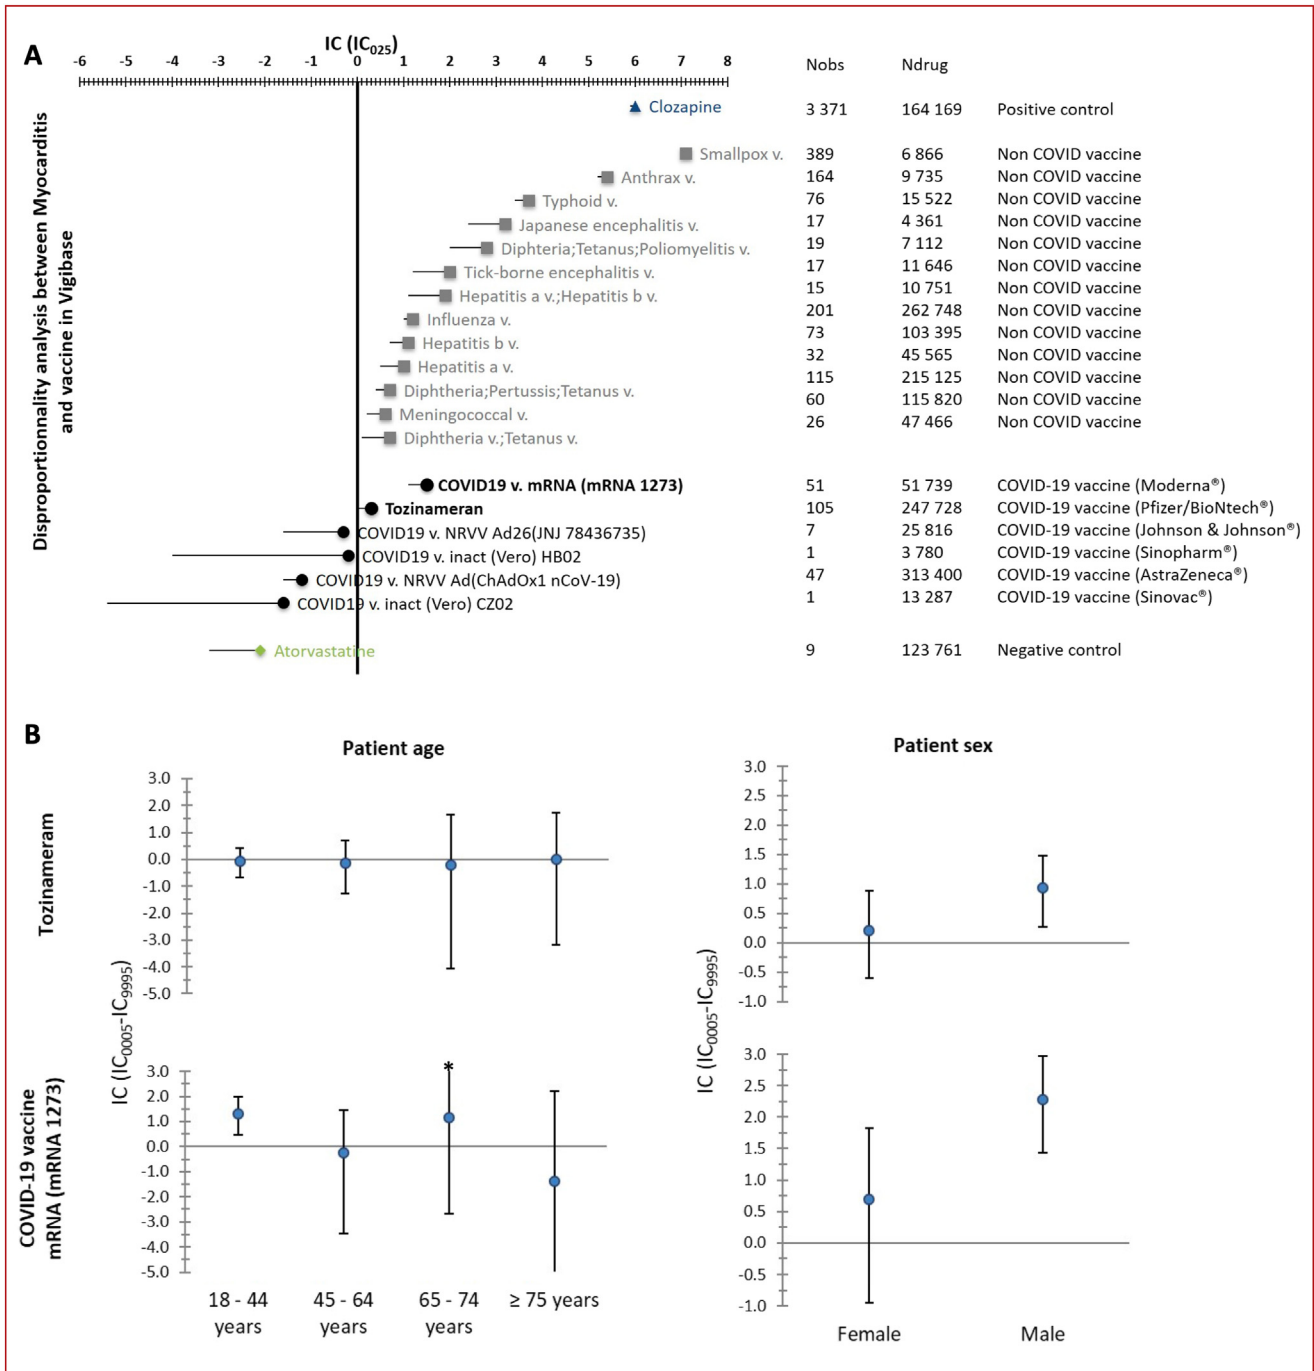 A
IC (IC025)
-6 -5 -4 -3 -2 -1 0 1 2 3 4 5 6 7 8
Nobs Ndrug
Disproportionnality analysis between Myocarditis
and vaccine in Vigibase
Clozapine 3 371 164 169 Positive control
Smallpox v. 389 6 866 Non COVID vaccine
Anthrax v. 164 9 735 Non COVID vaccine
Typhoid v. 76 15 522 Non COVID vaccine
Japanese encephalitis v. 17 4 361 Non COVID vaccine
Diphteria;Tetanus;Poliomyelitis v. 19 7 112 Non COVID vaccine
Tick-borne encephalitis v. 17 11 646 Non COVID vaccine
Hepatitis a v.;Hepatitis b v. 15 10 751 Non COVID vaccine
Influenza v. 201 262 748 Non COVID vaccine
Hepatitis b v. 73 103 395 Non COVID vaccine
Hepatitis a v. 32 45 565 Non COVID vaccine
Diphtheria;Pertussis;Tetanus v. 115 215 125 Non COVID vaccine
Meningococcal v. 60 115 820 Non COVID vaccine
Diphtheria v.;Tetanus v. 26 47 466 Non COVID vaccine
COVID19 v. mRNA (mRNA 1273) 51 51 739 COVID-19 vaccine (Moderna®)
Tozinameran 105 247 728 COVID-19 vaccine (Pfizer/BioNtech®)
COVID19 v. NRVV Ad26(JNJ 78436735) 7 25 816 COVID-19 vaccine (Johnson & Johnson®)
COVID19 v. inact (Vero) HB02 1 3 780 COVID-19 vaccine (Sinopharm®)
COVID19 v. NRVV Ad(ChAdOx1 nCoV-19) 47 313 400 COVID-19 vaccine (AstraZeneca®)
COVID19 v. inact (Vero) CZ02 1 13 287 COVID-19 vaccine (Sinovac®)
Atorvastatine 9 123 761 Negative control
B
Patient age
Patient sex
Tozinameram
3.0
2.0
1.0
0.0
-1.0
-2.0
-3.0
-4.0
-5.0
3.0
2.5
2.0
1.5
1.0
0.5
0.0
-0.5
-1.0
IC (IC0005-IC9995)
IC (IC0005-IC9995)
COVID-19 vaccine
mRNA (mRNA 1273)
3.0
2.0
1.0
0.0
-1.0
-2.0
-3.0
-4.0
-5.0
*
3.0
2.5
2.0
1.5
1.0
0.5
0.0
-0.5
-1.0
18 - 44
years
45 - 64
years
65 - 74
years
≥ 75 years
Female
Male